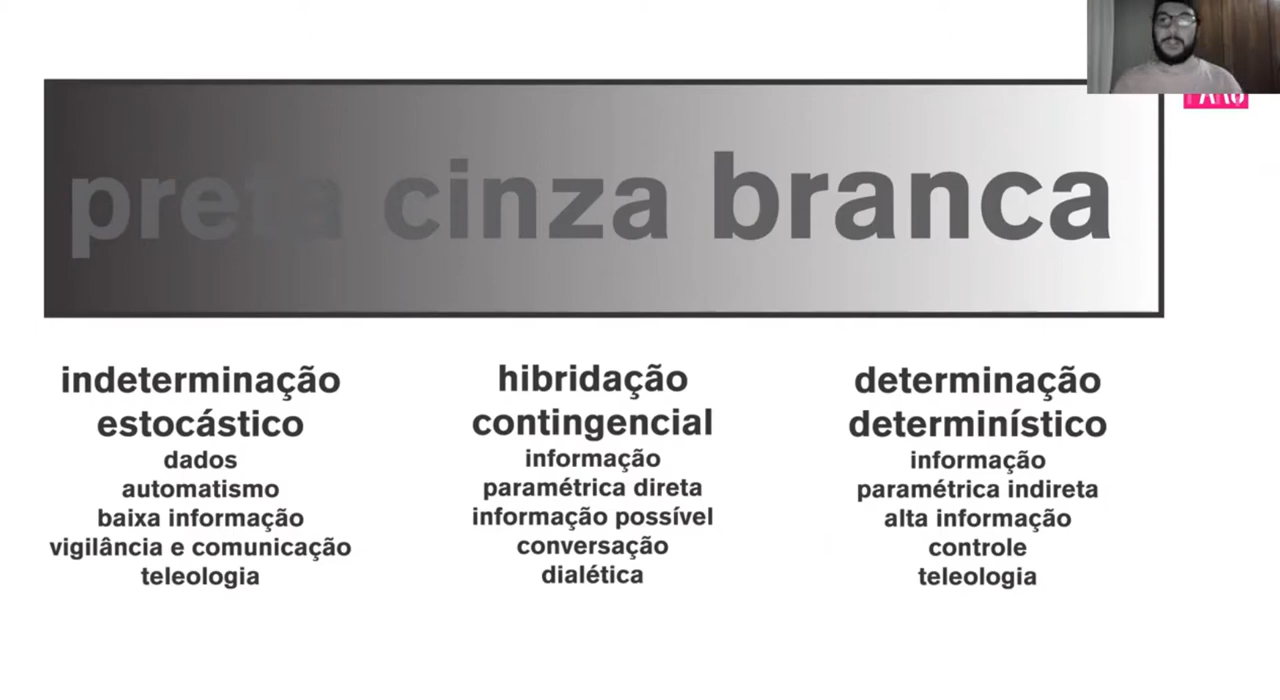 preta cinza branca
indeterminação
estocástico
dados
automatismo
baixa informação
vigilância e comunicação
teleologia
hibridação
contingencial
informação
paramétrica direta
informação possível
conversação
dialética
determinação
determinístico
informação
paramétrica indireta
alta informação
controle
teleologia